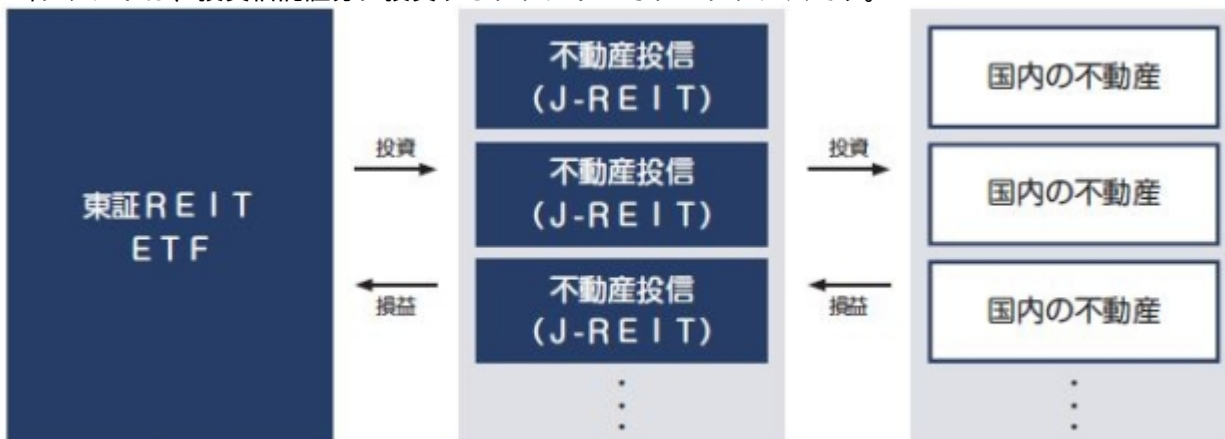 東証REIT
ETF
投資
損益
不動産投信
(J-REIT)
不動産投信
(J-REIT)
不動産投信
(J-REIT)
投資
損益
国内の不動産
国内の不動産
国内の不動産